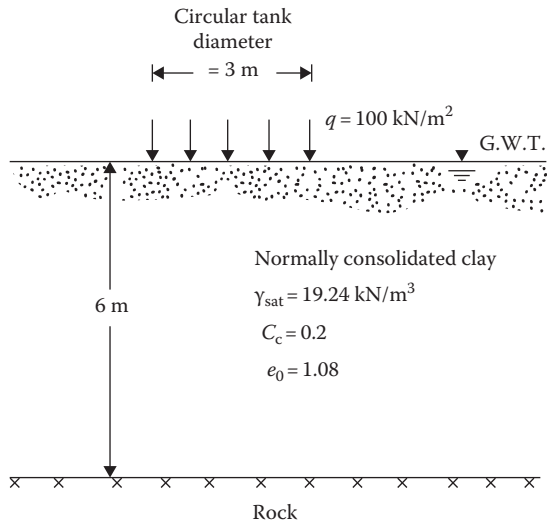 Circular tank
diameter
= 3 m
q = 100 kN/m²
G.W.T.
Normally consolidated clay
γsat = 19.24 kN/m³
6 m
Cc = 0.2
e0 = 1.08
Rock